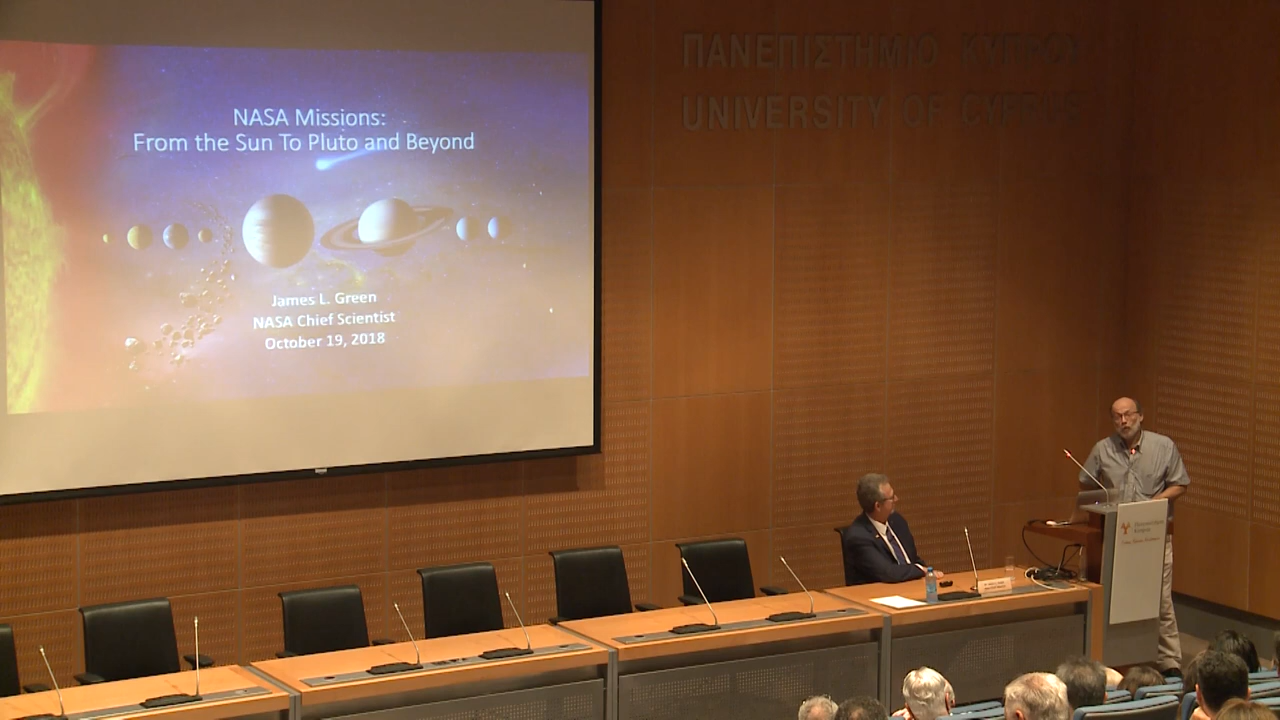 ΠΑΝΕΠΙΣΤΗΜΙΟ ΚΥΠΡΟΥ
UNIVERSITY OF CYPRUS
NASA Missions:
From the Sun To Pluto and Beyond
James L. Green
NASA Chief Scientist
October 19, 2018